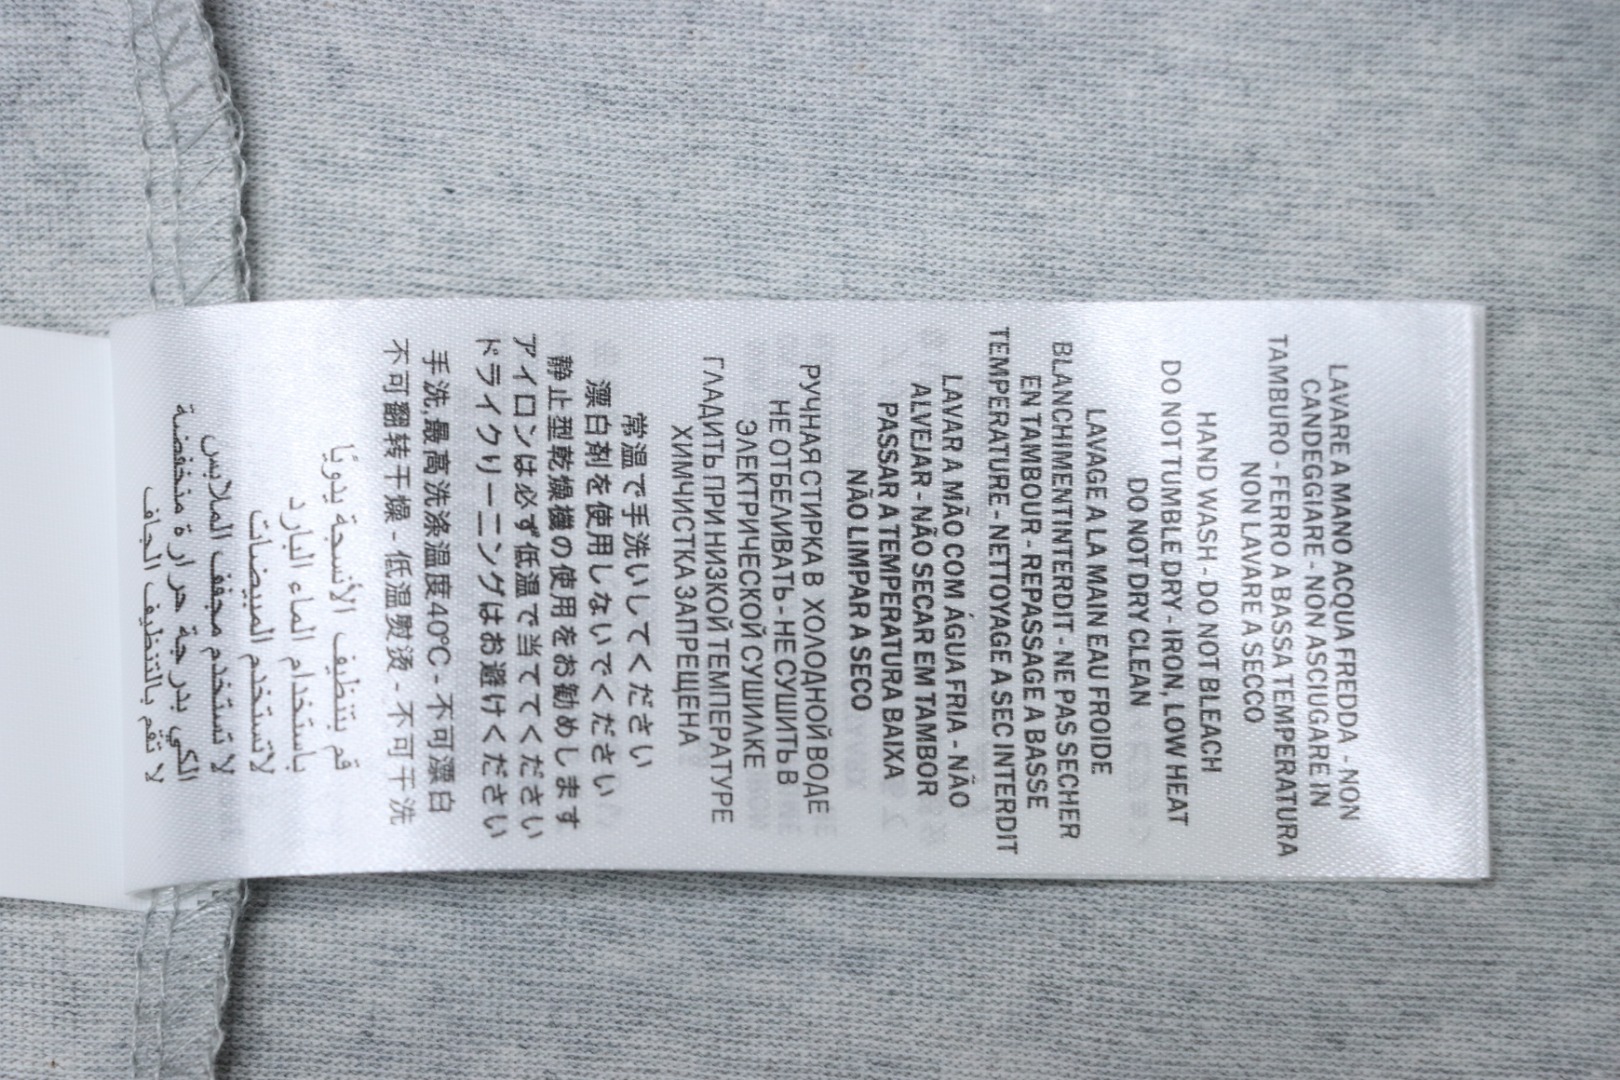 LAVARE A MANO ACQUA FREDDA - NON
CANDEGGIARE - NON ASCIUGARE IN
TAMBURO - FERRO A BASSA TEMPERATURA
NON LAVARE A SECCO
HAND WASH - DO NOT BLEACH
DO NOT TUMBLE DRY - IRON, LOW HEAT
DO NOT DRY CLEAN
LAVAGE A LA MAIN EAU FROIDE
BLANCHIMENT INTERDIT - NE PAS SECHER
EN TAMBOUR - REPASSAGE A BASSE
TEMPERATURE - NETTOYAGE A SEC INTERDIT
LAVAR A MÃO COM ÁGUA FRIA - NÃO
ALVEJAR - NÃO SECAR EM TAMBOR
PASSAR A TEMPERATURA BAIXA
NÃO LIMPAR A SECO
РУЧНАЯ СТИРКА В ХОЛОДНОЙ ВОДЕ
НЕ ОТБЕЛИВАТЬ - НЕ СУШИТЬ В
ЭЛЕКТРИЧЕСКОЙ СУШИЛКЕ
ГЛАДИТЬ ПРИ НИЗКОЙ ТЕМПЕРАТУРЕ
ХИМЧИСТКА ЗАПРЕЩЕНА
常温で手洗いしてください
漂白剤を使用しないでください
静止型乾燥機の使用をお勧めします
アイロンは必ず低温で当ててください
ドライクリーニングはお避けください
手洗,最高洗涤温度40°C - 不可漂白
不可翻转干燥 - 低温熨烫 - 不可干洗
قم بتنظيف الأنسجة يدويًا
باستخدام الماء البارد
لاتستخدم المبيضات
لا تستخدم مجفف الملابس
الكي بدرجة حرارة منخفضة
لا تقم بالتنظيف الجاف